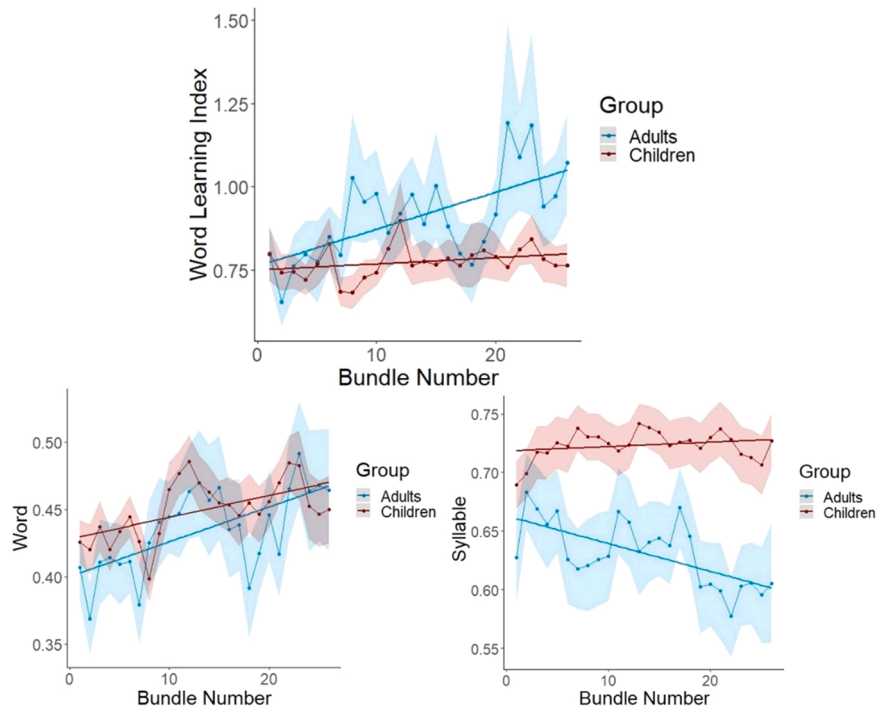 Word Learning Index
1.50
1.25
1.00
0.75
0
10
20
Bundle Number
Group
Adults
Children
Word
0.50
0.45
0.40
0.35
0
10
20
Bundle Number
Group
Adults
Children
Syllable
0.75
0.70
0.65
0.60
0.55
0
10
20
Bundle Number
Group
Adults
Children